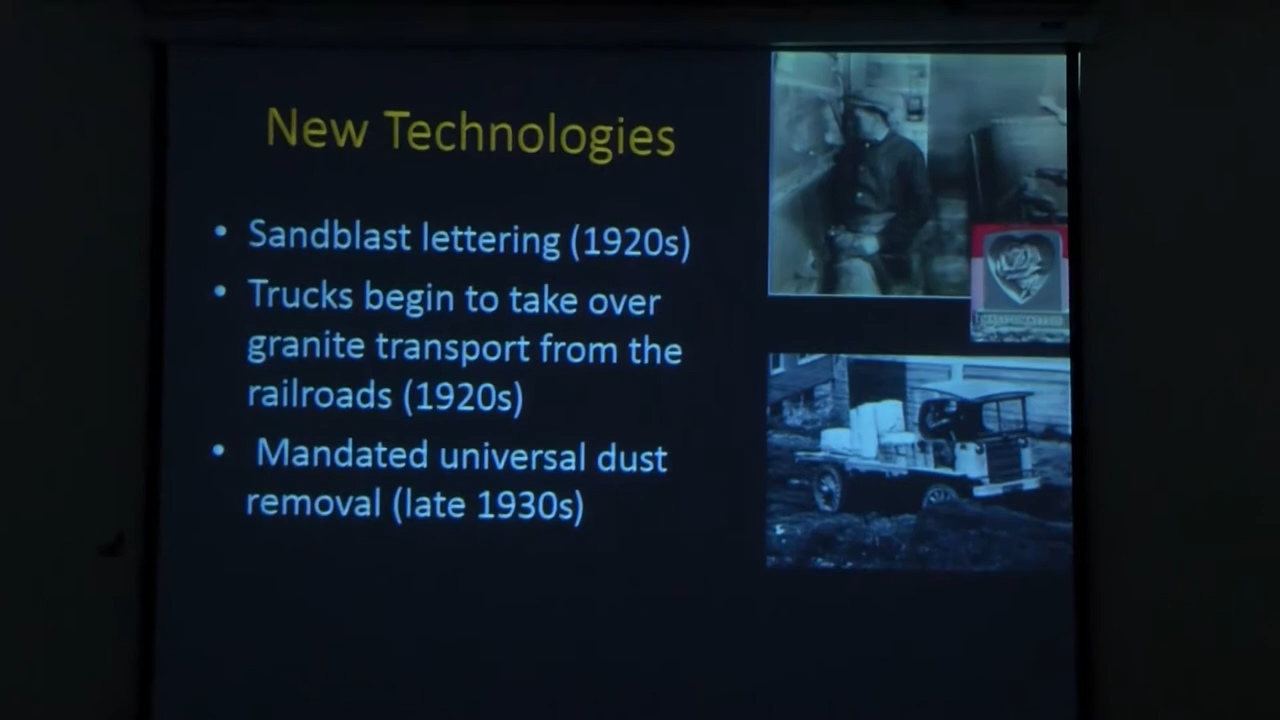 New Technologies
• Sandblast lettering (1920s)
• Trucks begin to take over
granite transport from the
railroads (1920s)
• Mandated universal dust
removal (late 1930s)